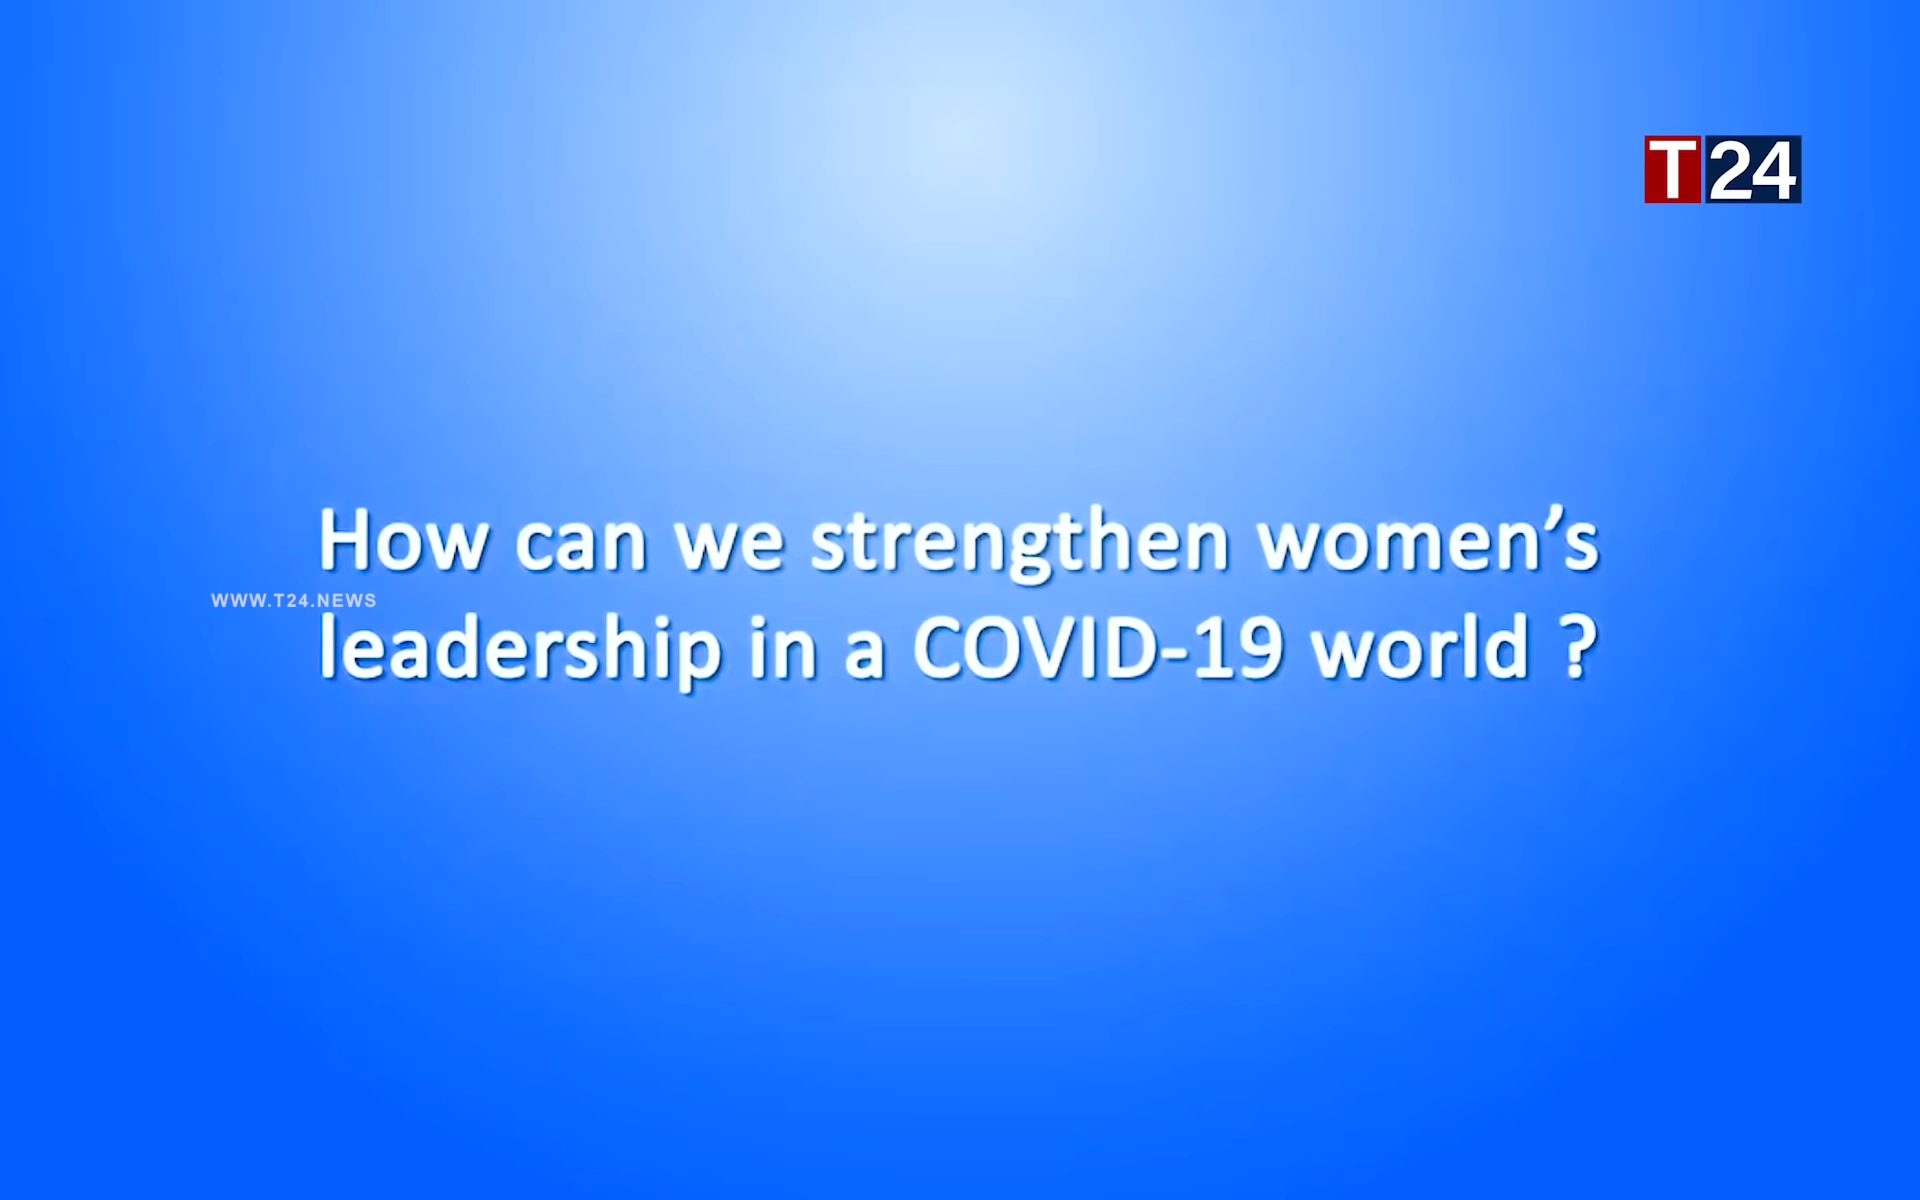 T24
How can we strengthen women’s
WWW.T24.NEWS
leadership in a COVID-19 world ?